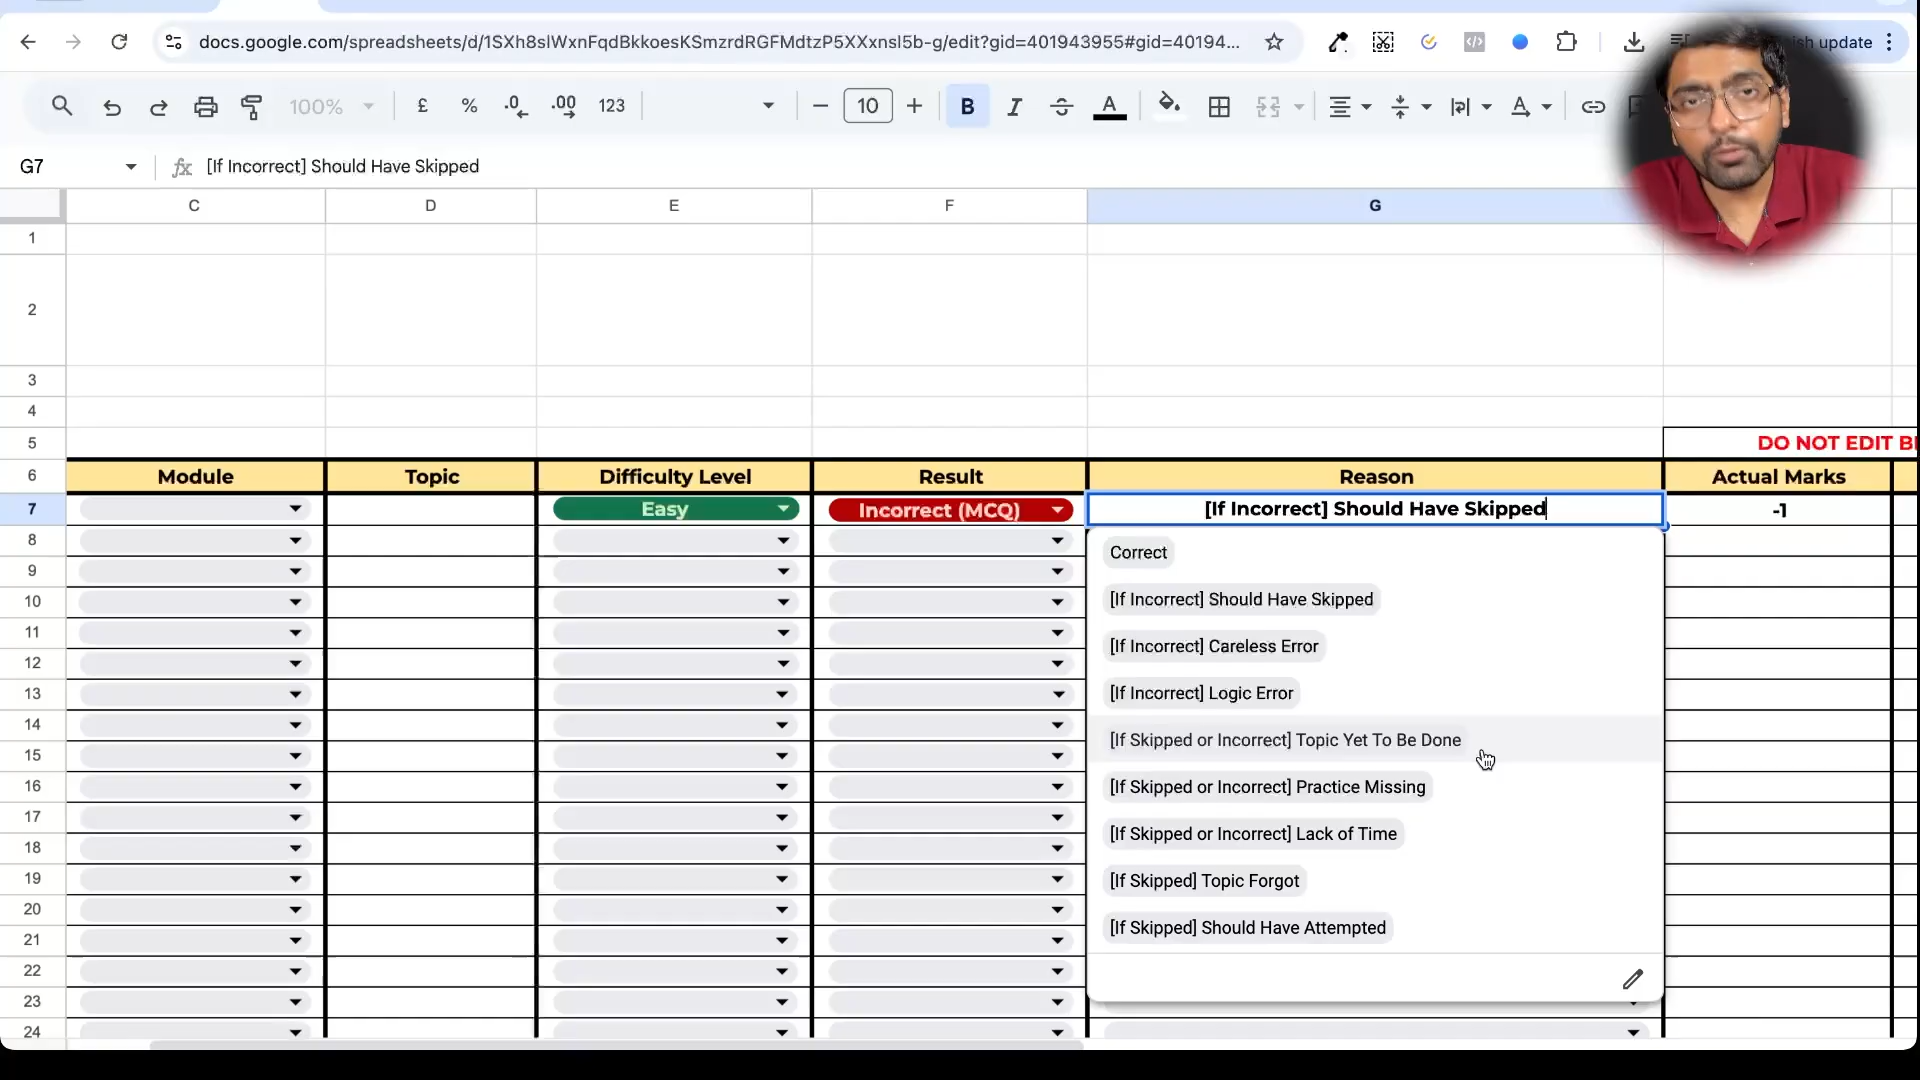 docs.google.com/spreadsheets/d/1SXh8slWxnFqdBkkoesKSmzrdRGFMdtzP5XXxnsl5b-g/edit?gid=401943955#gid=40194...
ish update
100%
£
%
.0
.00
123
10
B
I
A
G7
fx
[If Incorrect] Should Have Skipped
C
D
E
F
G
1
2
3
4
5
DO NOT EDIT
6
Module
Topic
Difficulty Level
Result
Reason
Actual Marks
7
Easy
Incorrect (MCQ)
[If Incorrect] Should Have Skipped
-1
8
Correct
9
10
[If Incorrect] Should Have Skipped
11
[If Incorrect] Careless Error
12
13
[If Incorrect] Logic Error
14
[If Skipped or Incorrect] Topic Yet To Be Done
15
16
[If Skipped or Incorrect] Practice Missing
17
[If Skipped or Incorrect] Lack of Time
18
19
[If Skipped] Topic Forgot
20
[If Skipped] Should Have Attempted
21
22
23
24